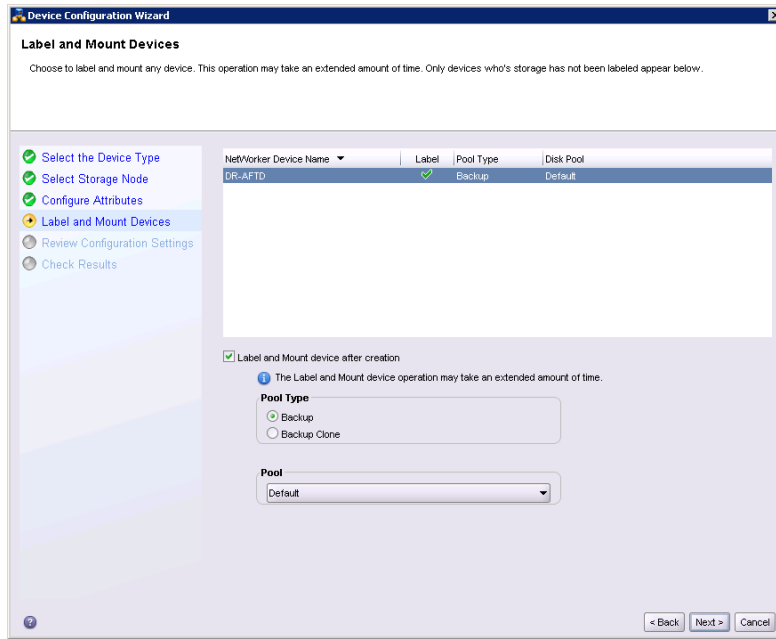 Device Configuration Wizard
Label and Mount Devices
Choose to label and mount any device. This operation may take an extended amount of time. Only devices who's storage has not been labeled appear below.
Select the Device Type
Select Storage Node
Configure Attributes
Label and Mount Devices
Review Configuration Settings
Check Results
NetWorker Device Name Label Pool Type Disk Pool
DR-AFTD Backup Default
Label and Mount device after creation
The Label and Mount device operation may take an extended amount of time.
Pool Type
Backup
Backup Clone
Pool
Default
< Back Next > Cancel